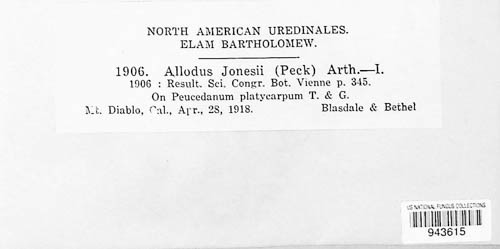 NORTH AMERICAN UREDINALES.
ELAM BARTHOLOMEW.
1906. Allodus Jonesii (Peck) Arth.—I.
1906 : Result. Sci. Congr. Bot. Vienne p. 345.
On Peucedanum platycarpum T. & G.
Mt. Diablo, Cal., Apr., 28, 1918. Blasdale & Bethel
US NATIONAL FUNGUS COLLECTIONS
943615